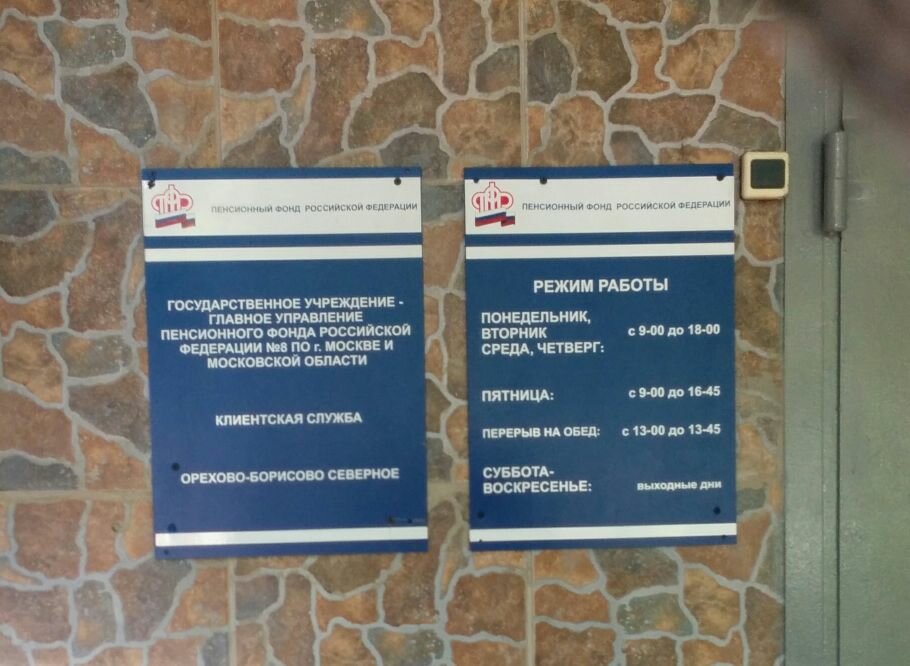 ПЕНСИОННЫЙ ФОНД РОССИЙСКОЙ ФЕДЕРАЦИИ
ГОСУДАРСТВЕННОЕ УЧРЕЖДЕНИЕ -
ГЛАВНОЕ УПРАВЛЕНИЕ
ПЕНСИОННОГО ФОНДА РОССИЙСКОЙ
ФЕДЕРАЦИИ №8 ПО г. МОСКВЕ И
МОСКОВСКОЙ ОБЛАСТИ
КЛИЕНТСКАЯ СЛУЖБА
ОРЕХОВО-БОРИСОВО СЕВЕРНОЕ
ПЕНСИОННЫЙ ФОНД РОССИЙСКОЙ ФЕДЕРАЦИИ
РЕЖИМ РАБОТЫ
ПОНЕДЕЛЬНИК,
ВТОРНИК с 9-00 до 18-00
СРЕДА, ЧЕТВЕРГ:
ПЯТНИЦА: с 9-00 до 16-45
ПЕРЕРЫВ НА ОБЕД: с 13-00 до 13-45
СУББОТА-
ВОСКРЕСЕНЬЕ: выходные дни